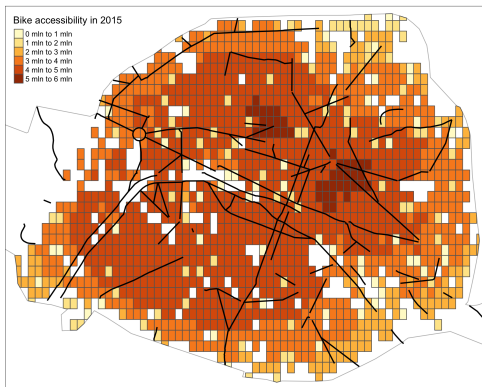 Bike accessibility in 2015
0 mln to 1 mln
1 mln to 2 mln
2 mln to 3 mln
3 mln to 4 mln
4 mln to 5 mln
5 mln to 6 mln